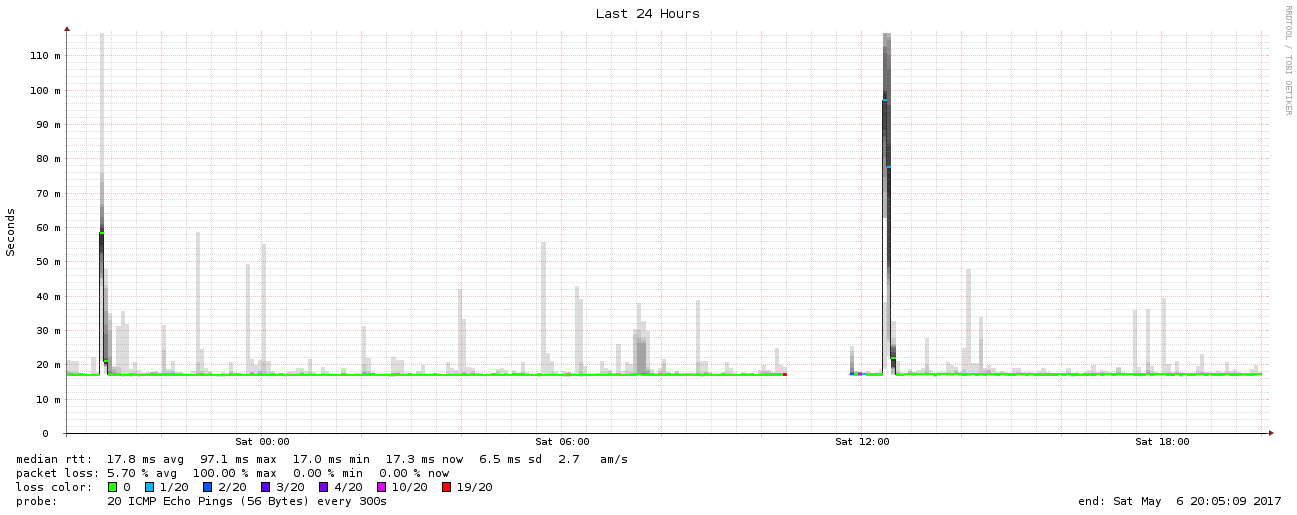 Last 24 Hours
RRDTOOL / TOBI OETIKER
Seconds
110 m
100 m
90 m
80 m
70 m
60 m
50 m
40 m
30 m
20 m
10 m
0
Sat 00:00 Sat 06:00 Sat 12:00 Sat 18:00
median rtt: 17.8 ms avg 97.1 ms max 17.0 ms min 17.3 ms now 6.5 ms sd 2.7 am/s
packet loss: 5.70 % avg 100.00 % max 0.00 % min 0.00 % now
loss color: 0 1/20 2/20 3/20 4/20 10/20 19/20
probe: 20 ICMP Echo Pings (56 Bytes) every 300s end: Sat May 6 20:05:09 2017